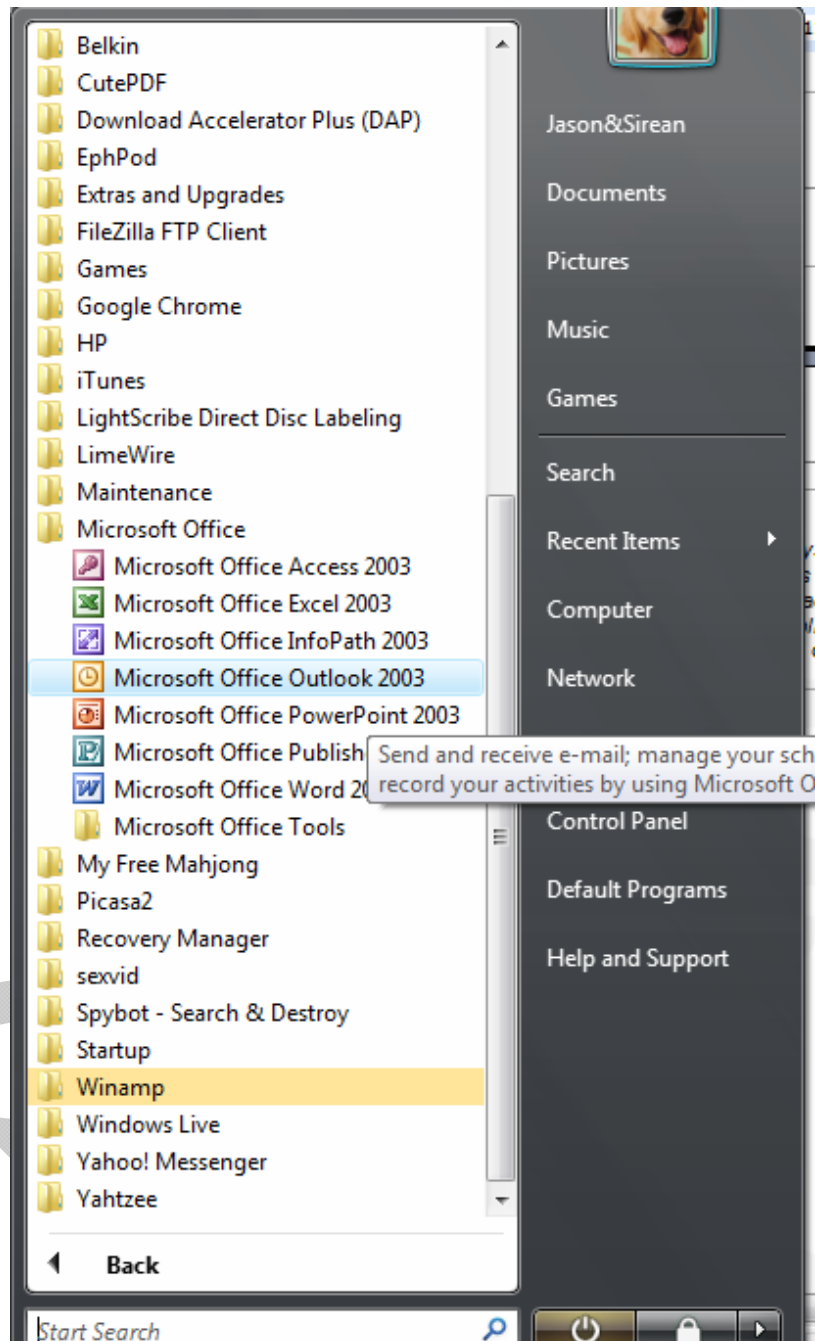 Belkin
CutePDF
Download Accelerator Plus (DAP)
EphPod
Extras and Upgrades
FileZilla FTP Client
Games
Google Chrome
HP
iTunes
LightScribe Direct Disc Labeling
LimeWire
Maintenance
Microsoft Office
Microsoft Office Access 2003
Microsoft Office Excel 2003
Microsoft Office InfoPath 2003
Microsoft Office Outlook 2003
Microsoft Office PowerPoint 2003
Microsoft Office Publish
Microsoft Office Word 20
Microsoft Office Tools
My Free Mahjong
Picasa2
Recovery Manager
sexvid
Spybot - Search & Destroy
Startup
Winamp
Windows Live
Yahoo! Messenger
Yahtzee
Back
Start Search
Jason&Sirean
Documents
Pictures
Music
Games
Search
Recent Items
Computer
Network
Send and receive e-mail; manage your sch
record your activities by using Microsoft O
Control Panel
Default Programs
Help and Support